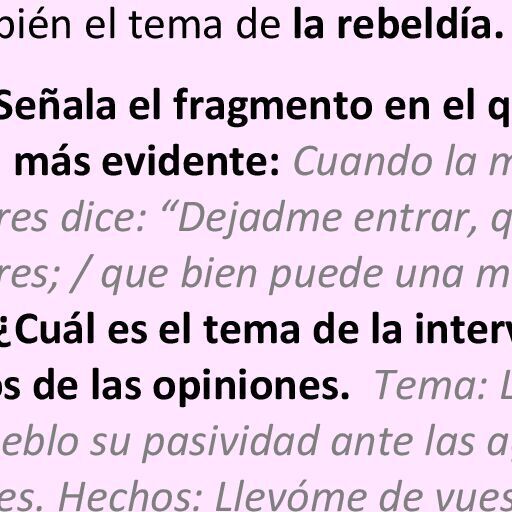 bién el tema de la rebeldía.
Señala el fragmento en el q
más evidente: Cuando la m
res dice: “Dejadme entrar, q
res; / que bien puede una m
¿Cuál es el tema de la interv
os de las opiniones. Tema: L
eblo su pasividad ante las a
es. Hechos: Llevóme de vues